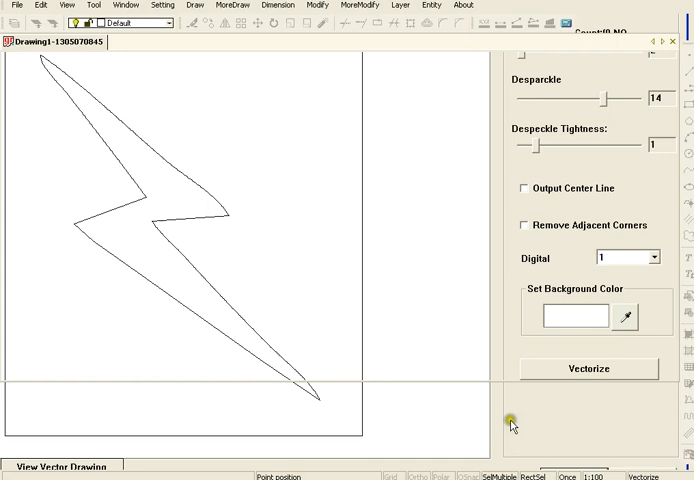 File Edit View Tool Window Setting Draw MoreDraw Dimension Modify MoreModify Layer Entity About
Default
Drawing1-1305070845
Desparckle
14
Despeckle Tightness:
1
Output Center Line
Remove Adjacent Corners
Digital 1
Set Background Color
Vectorize
View Vector Drawing
Point position Grid Ortho Polar OSnap SelMultiple RectSel Once 1:100 Vectorize